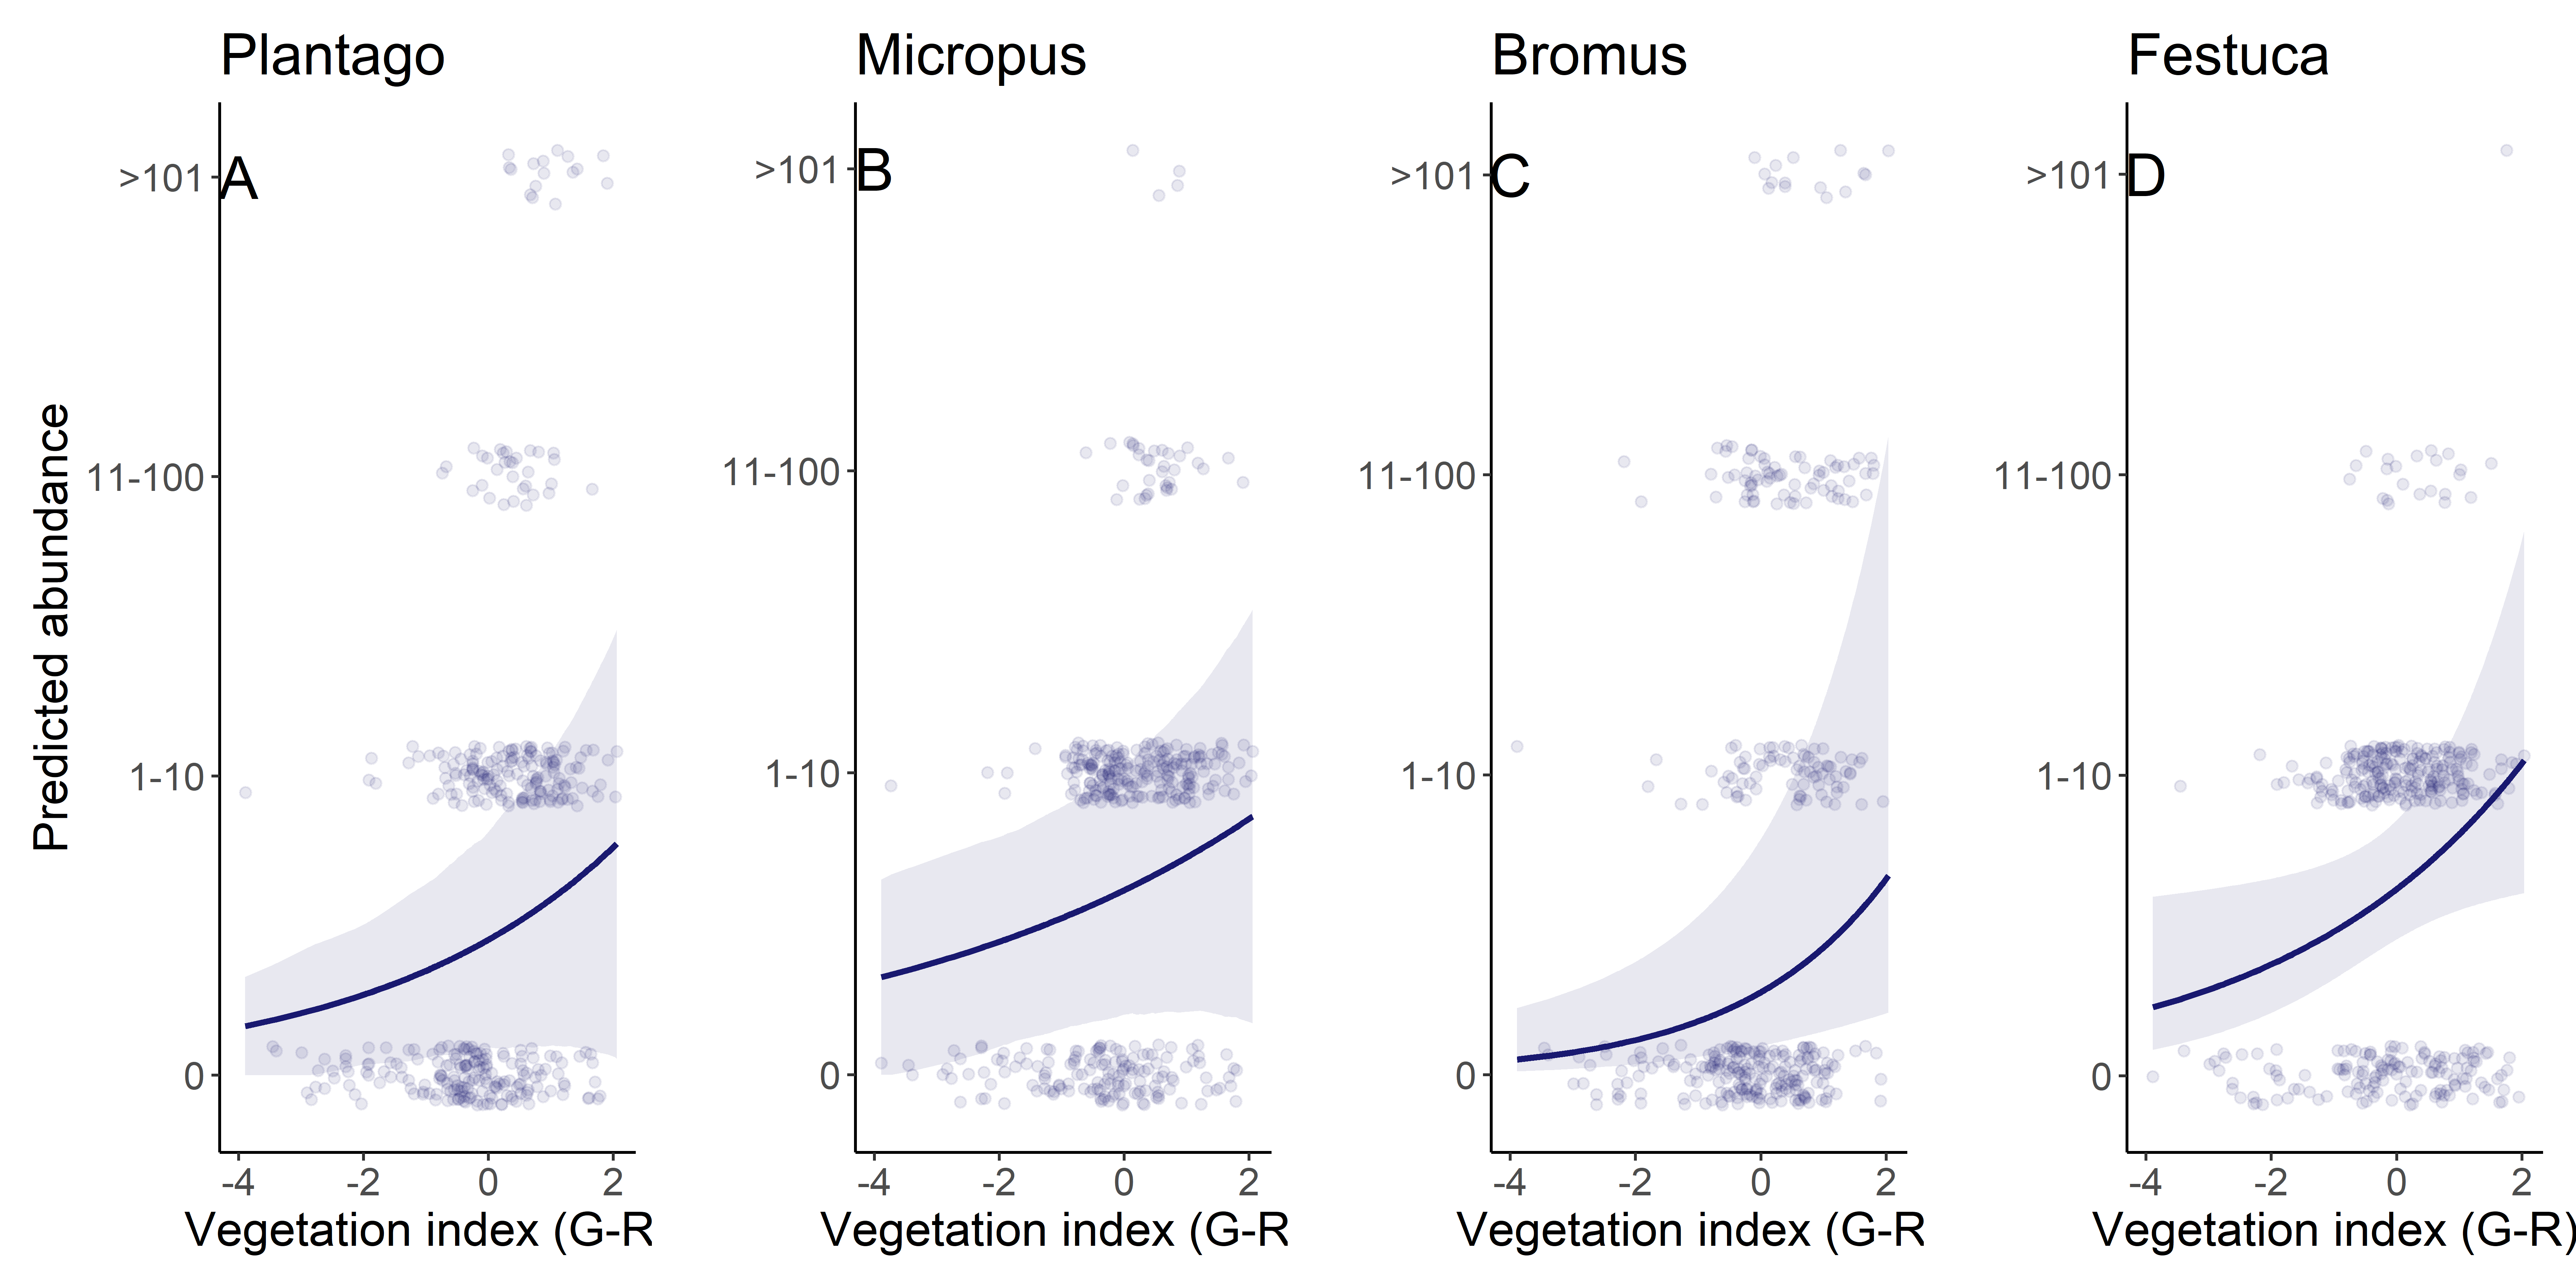 Plantago
Micropus
Bromus
Festuca
Predicted abundance
A
>101
11-100
1-10
0
-4 -2 0 2
Vegetation index (G-R
B
>101
11-100
1-10
0
-4 -2 0 2
Vegetation index (G-R
C
>101
11-100
1-10
0
-4 -2 0 2
Vegetation index (G-R
D
>101
11-100
1-10
0
-4 -2 0 2
Vegetation index (G-R)